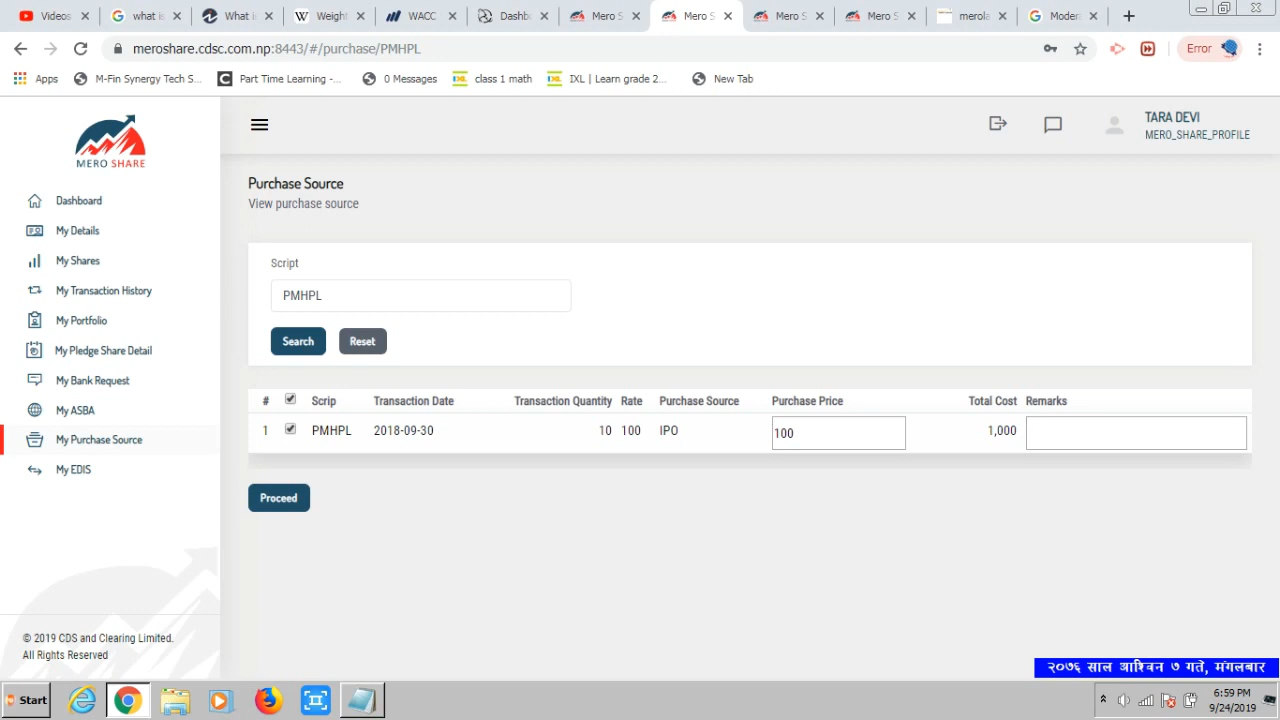 Videos
what is
What is
Weight
WACC
Dashb
Mero S
Mero S
Mero S
Mero S
merola
Moder
meroshare.cdsc.com.np:8443/#/purchase/PMHPL
Error
Apps
M-Fin Synergy Tech S...
Part Time Learning -...
0 Messages
class 1 math
IXL | Learn grade 2...
New Tab
MERO SHARE
TARA DEVI
MERO_SHARE_PROFILE
Dashboard
My Details
My Shares
My Transaction History
My Portfolio
My Pledge Share Detail
My Bank Request
My ASBA
My Purchase Source
My EDIS
Purchase Source
View purchase source
Script
PMHPL
Search Reset
# Scrip Transaction Date Transaction Quantity Rate Purchase Source Purchase Price Total Cost Remarks
1 PMHPL 2018-09-30 10 100 IPO 100 1,000
Proceed
© 2019 CDS and Clearing Limited.
All Rights Reserved
२०७६ साल आश्विन ७ गते, मंगलबार
Start
6:59 PM
9/24/2019